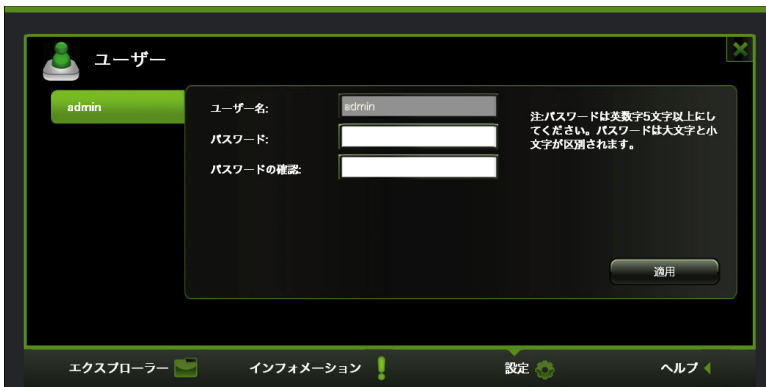 ユーザー
admin
ユーザー名:
admin
パスワード:
パスワードの確認:
注:パスワードは英数字5文字以上にし
てください。パスワードは大文字と小
文字が区別されます。
適用
エクスプローラー
インフォメーション
設定
ヘルプ